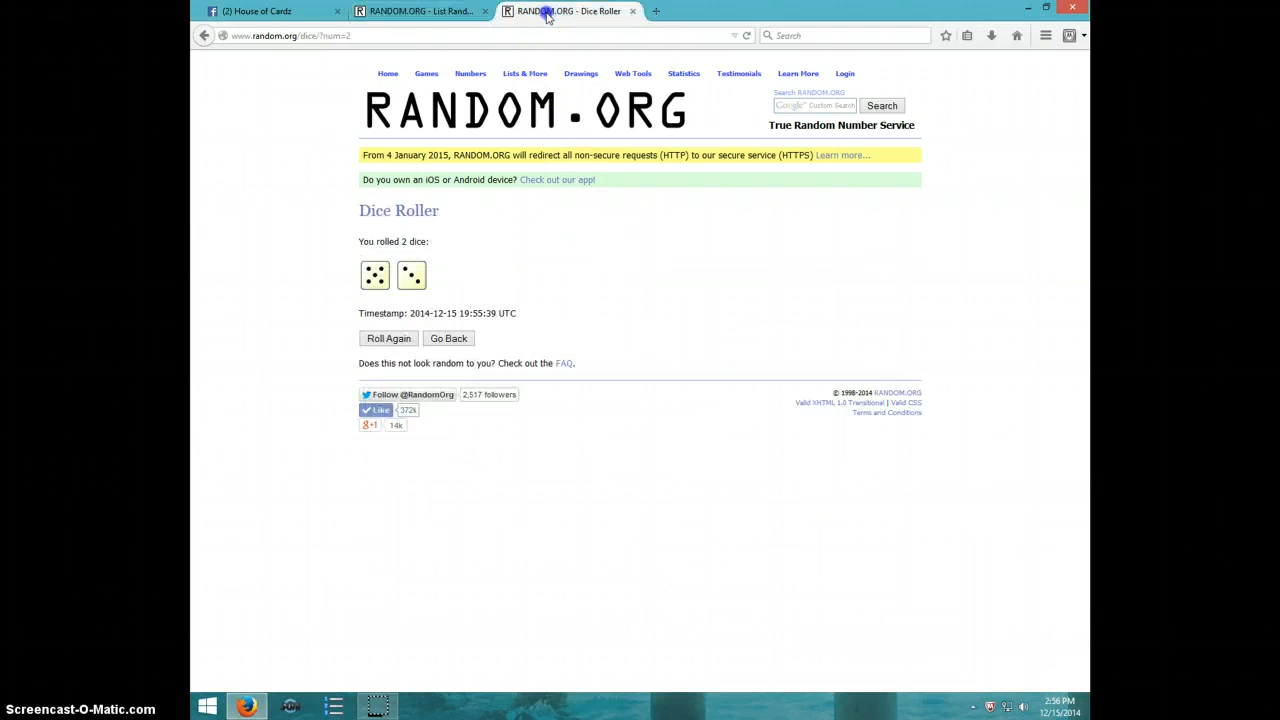 (2) House of Cardz
RANDOM.ORG - List Rand...
RANDOM.ORG - Dice Roller
www.random.org/dice/?num=2
Search
Home Games Numbers Lists & More Drawings Web Tools Statistics Testimonials Learn More Login
RANDOM.ORG
Search RANDOM.ORG
Google™ Custom Search Search
True Random Number Service
From 4 January 2015, RANDOM.ORG will redirect all non-secure requests (HTTP) to our secure service (HTTPS) Learn more...
Do you own an iOS or Android device? Check out our app!
Dice Roller
You rolled 2 dice:
Timestamp: 2014-12-15 19:55:39 UTC
Roll Again Go Back
Does this not look random to you? Check out the FAQ.
Follow @RandomOrg 2,517 followers
Like 372k
g+1 14k
© 1998-2014 RANDOM.ORG
Valid XHTML 1.0 Transitional | Valid CSS
Terms and Conditions
2:56 PM
12/15/2014
Screencast-O-Matic.com